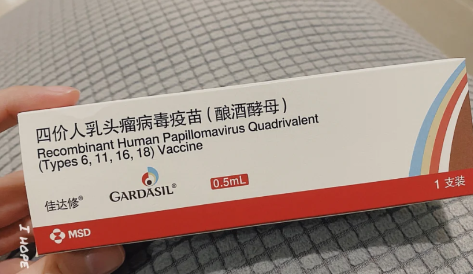 四价人乳头瘤病毒疫苗（酿酒酵母）
Recombinant Human Papillomavirus Quadrivalent
(Types 6, 11, 16, 18) Vaccine
佳达修®
GARDASIL®
0.5mL
1 支装
MSD
I HOPE